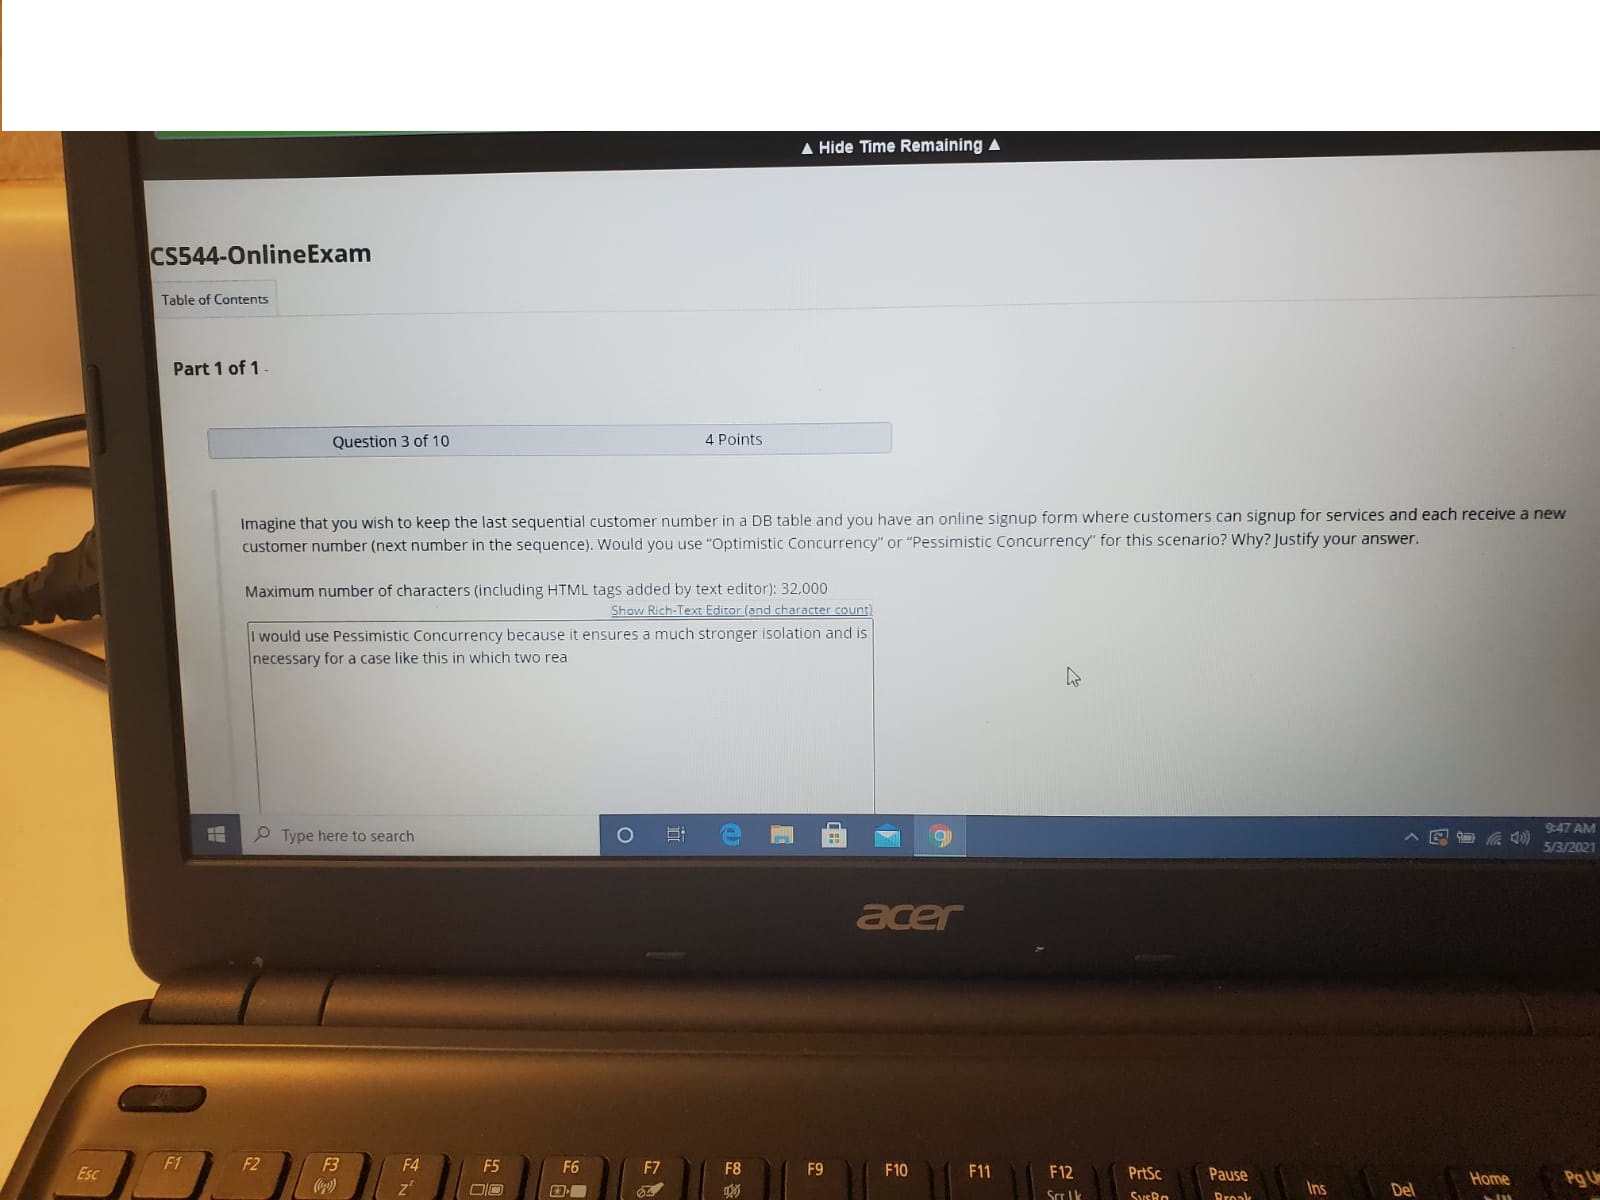 ▲ Hide Time Remaining ▲
CS544-OnlineExam
Table of Contents
Part 1 of 1 -
Question 3 of 10 4 Points
Imagine that you wish to keep the last sequential customer number in a DB table and you have an online signup form where customers can signup for services and each receive a new
customer number (next number in the sequence). Would you use "Optimistic Concurrency" or "Pessimistic Concurrency" for this scenario? Why? Justify your answer.
Maximum number of characters (including HTML tags added by text editor): 32,000
Show Rich-Text Editor (and character count)
I would use Pessimistic Concurrency because it ensures a much stronger isolation and is
necessary for a case like this in which two rea
Type here to search
9:47 AM
5/3/2021
acer
Esc F1 F2 F3 F4 F5 F6 F7 F8 F9 F10 F11 F12 PrtSc Pause Ins Del Home
Scr Lk SysRq Break